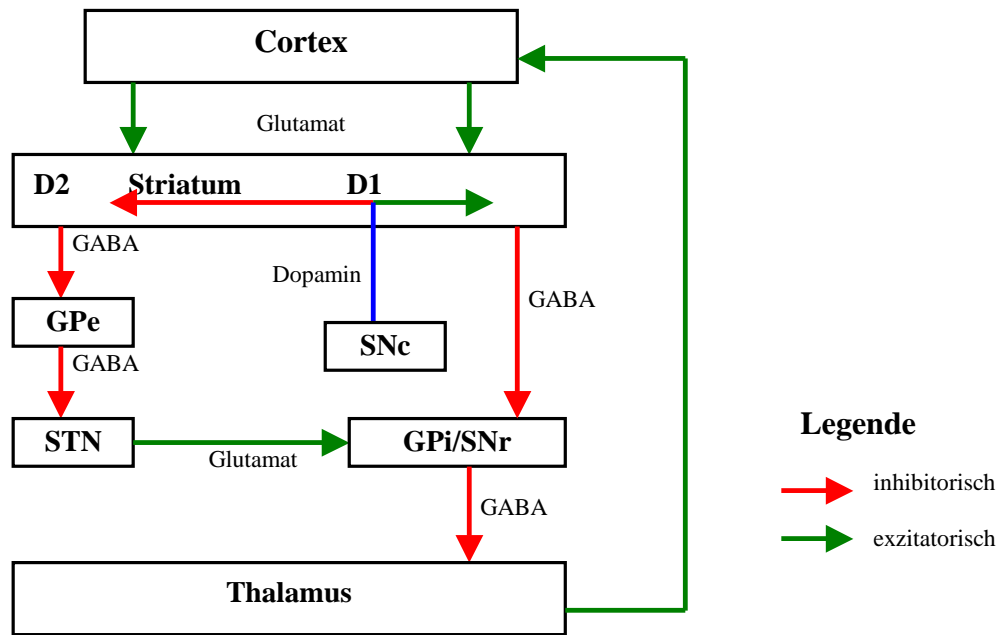 Cortex
Glutamat
D2 Striatum D1
GABA
Dopamin
GABA
GPe
SNc
GABA
STN
Glutamat
GPi/SNr
GABA
Thalamus
Legende
inhibitorisch
exzitatorisch